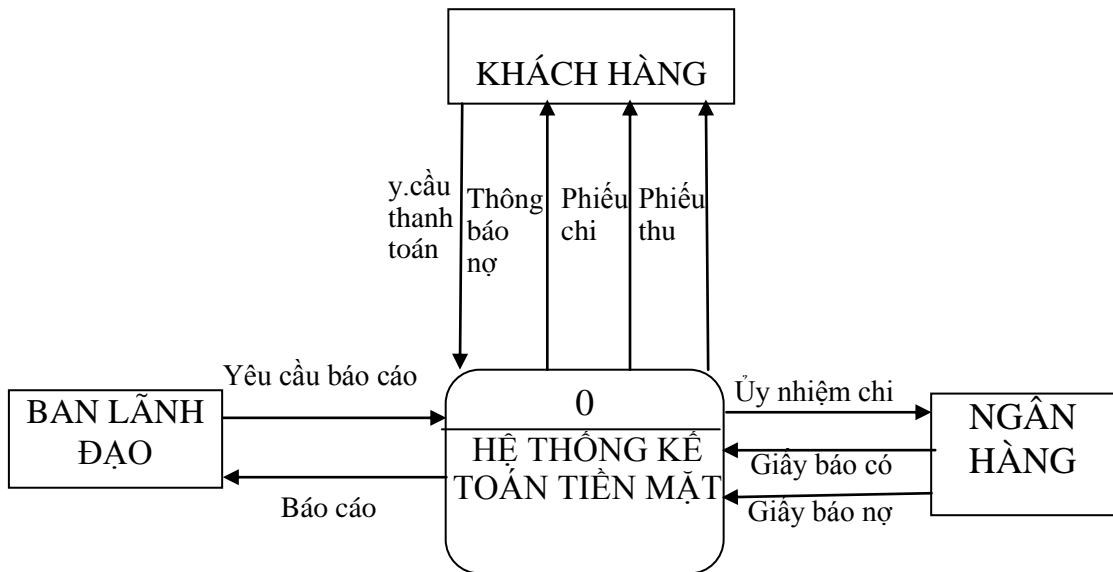 KHÁCH HÀNG
y.cầu
thanh
toán
Thông
báo
nợ
Phiếu
chi
Phiếu
thu
Yêu cầu báo cáo
BAN LÃNH
ĐẠO
Báo cáo
0
HỆ THỐNG KẾ
TOÁN TIỀN MẶT
Ủy nhiệm chi
Giấy báo có
Giấy báo nợ
NGÂN
HÀNG